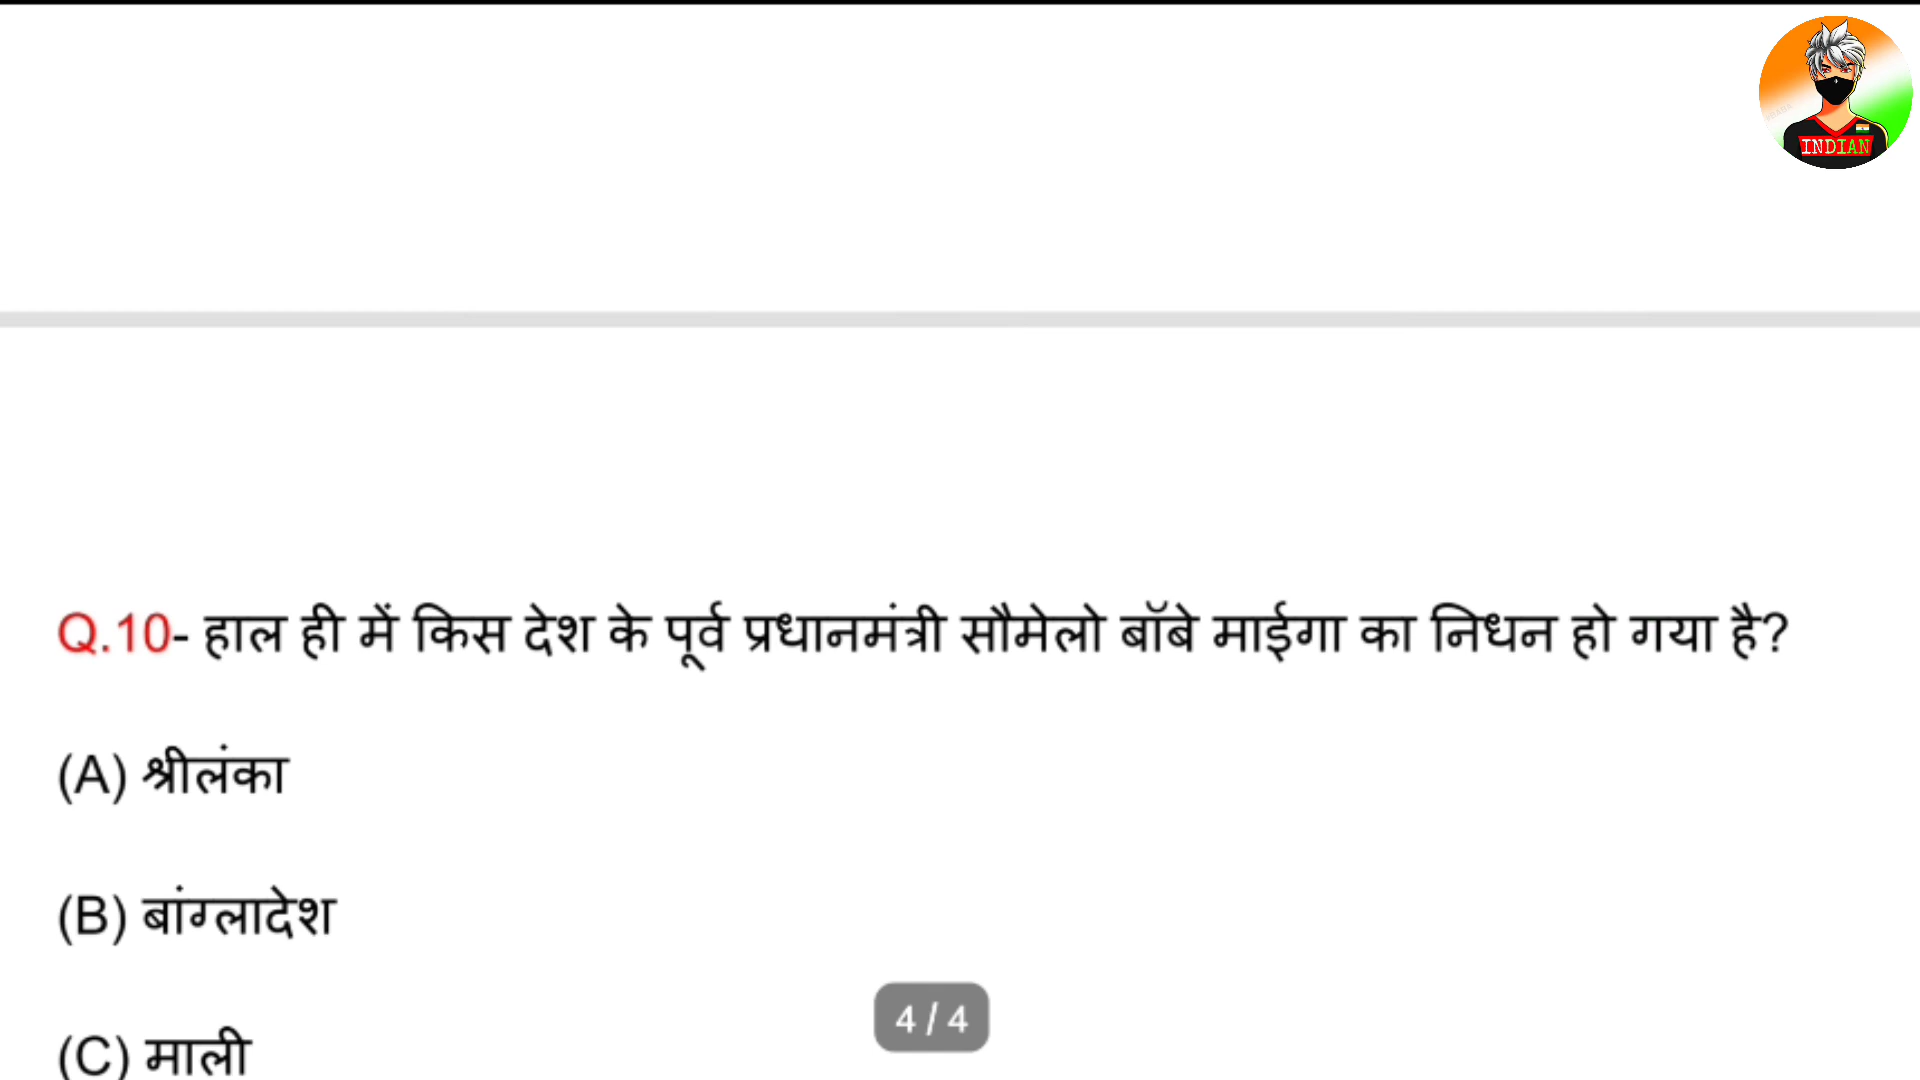 INDIAN
Q.10- हाल ही में किस देश के पूर्व प्रधानमंत्री सौमेलो बॉबे माईगा का निधन हो गया है?
(A) श्रीलंका
(B) बांग्लादेश
(C) माली
4 / 4